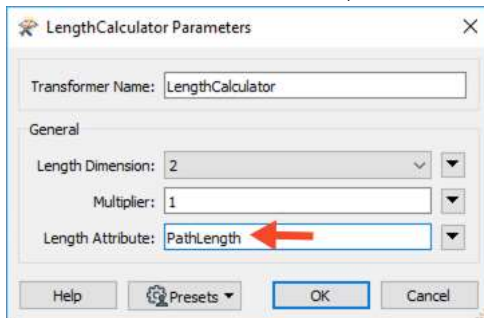 LengthCalculator Parameters
Transformer Name: LengthCalculator
General
Length Dimension: 2
Multiplier: 1
Length Attribute: PathLength
Help Presets OK Cancel